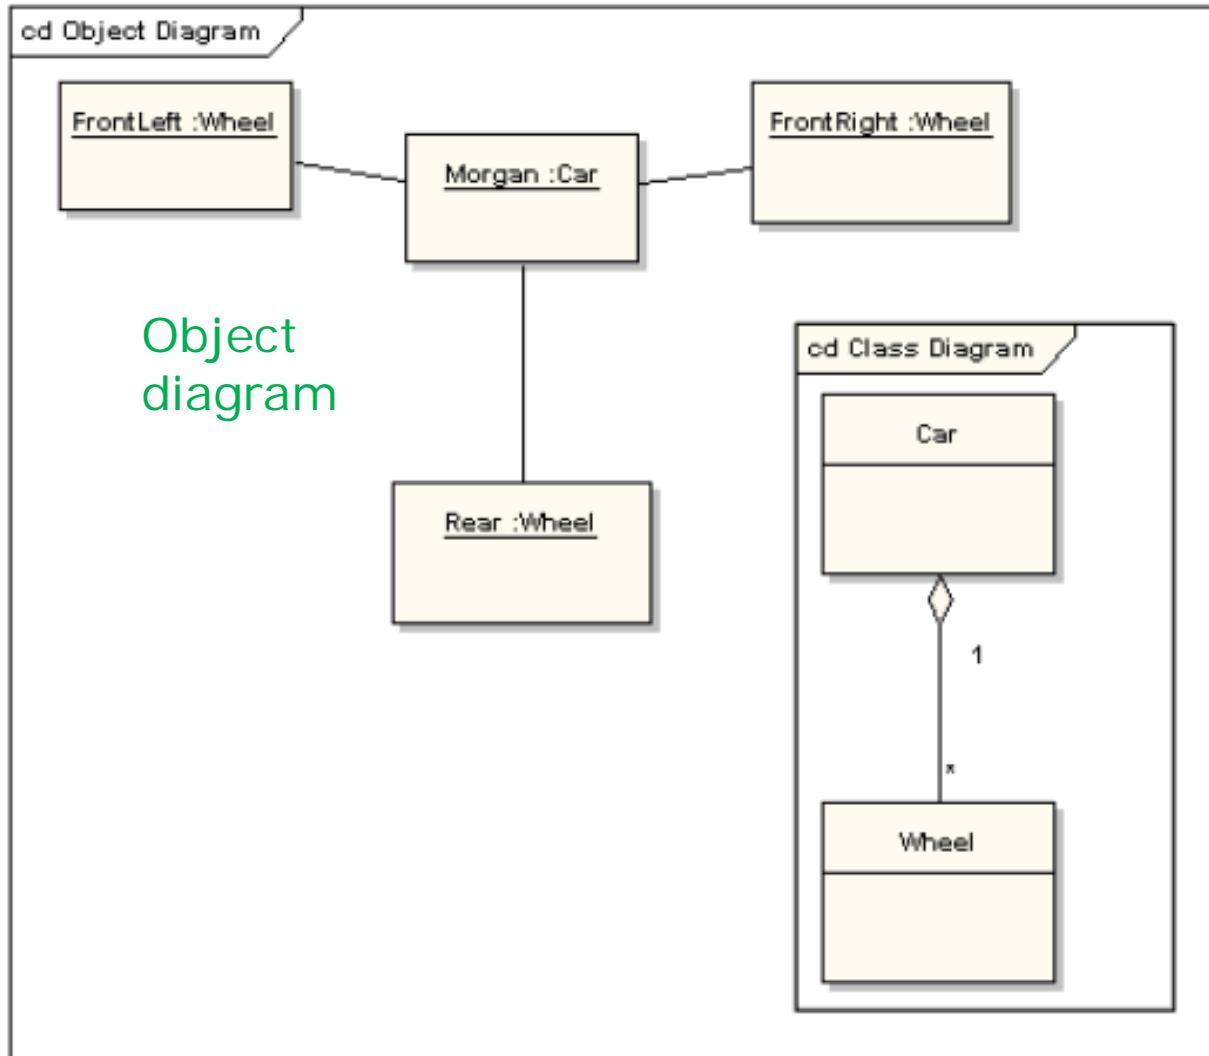 cd Object Diagram
FrontLeft :Wheel
FrontRight :Wheel
Morgan :Car
Object
diagram
cd Class Diagram
Car
1
*
Rear :Wheel
Wheel